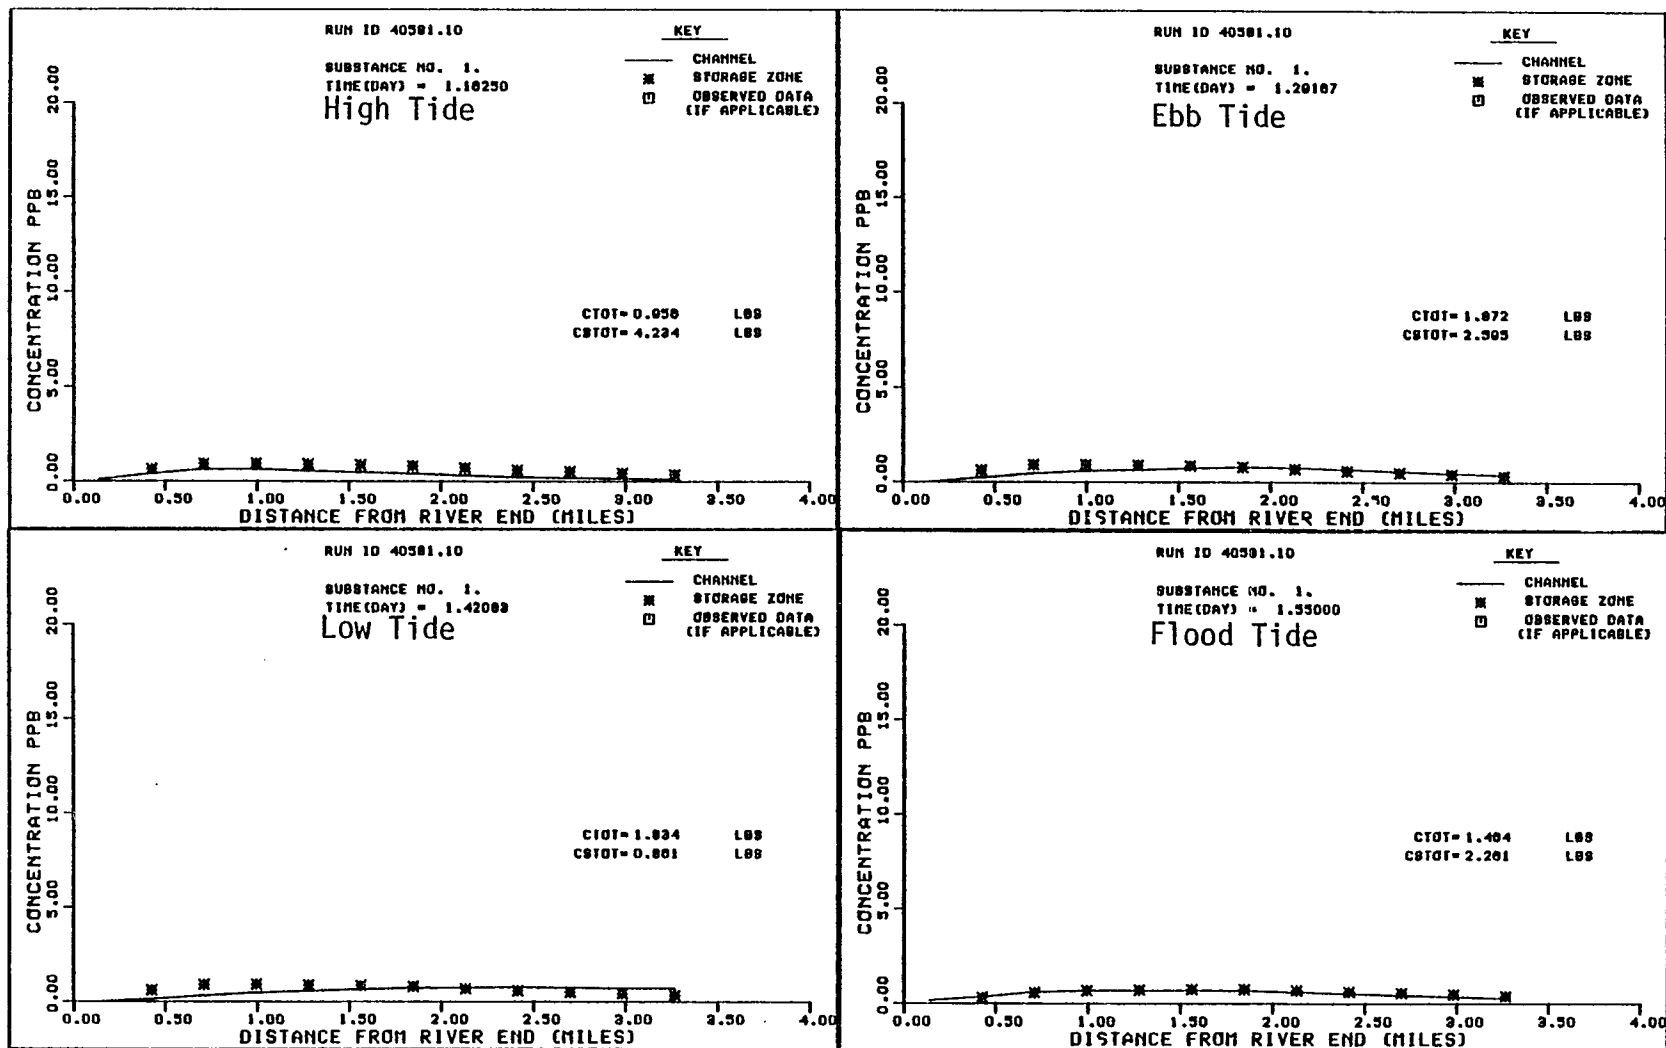 RUN ID 40581.10
KEY
SUBSTANCE NO. 1.
CHANNEL
TIME(DAY) = 1.16250
STORAGE ZONE
High Tide
OBSERVED DATA
(IF APPLICABLE)
CONCENTRATION PPB
20.00
15.00
10.00
5.00
0.00
CTOT= 0.958 LBS
CSTOT= 4.234 LBS
0.00 0.50 1.00 1.50 2.00 2.50 3.00 3.50 4.00
DISTANCE FROM RIVER END (MILES)
RUN ID 40581.10
KEY
SUBSTANCE NO. 1.
CHANNEL
TIME(DAY) = 1.29167
STORAGE ZONE
Ebb Tide
OBSERVED DATA
(IF APPLICABLE)
CONCENTRATION PPB
20.00
15.00
10.00
5.00
0.00
CTOT= 1.872 LBS
CSTOT= 2.595 LBS
0.00 0.50 1.00 1.50 2.00 2.50 3.00 3.50 4.00
DISTANCE FROM RIVER END (MILES)
RUN ID 40581.10
KEY
SUBSTANCE NO. 1.
CHANNEL
TIME(DAY) = 1.42083
STORAGE ZONE
Low Tide
OBSERVED DATA
(IF APPLICABLE)
CONCENTRATION PPB
20.00
15.00
10.00
5.00
0.00
CTOT= 1.834 LBS
CSTOT= 0.861 LBS
0.00 0.50 1.00 1.50 2.00 2.50 3.00 3.50 4.00
DISTANCE FROM RIVER END (MILES)
RUN ID 40581.10
KEY
SUBSTANCE NO. 1.
CHANNEL
TIME(DAY) = 1.55000
STORAGE ZONE
Flood Tide
OBSERVED DATA
(IF APPLICABLE)
CONCENTRATION PPB
20.00
15.00
10.00
5.00
0.00
CTOT= 1.464 LBS
CSTOT= 2.261 LBS
0.00 0.50 1.00 1.50 2.00 2.50 3.00 3.50 4.00
DISTANCE FROM RIVER END (MILES)